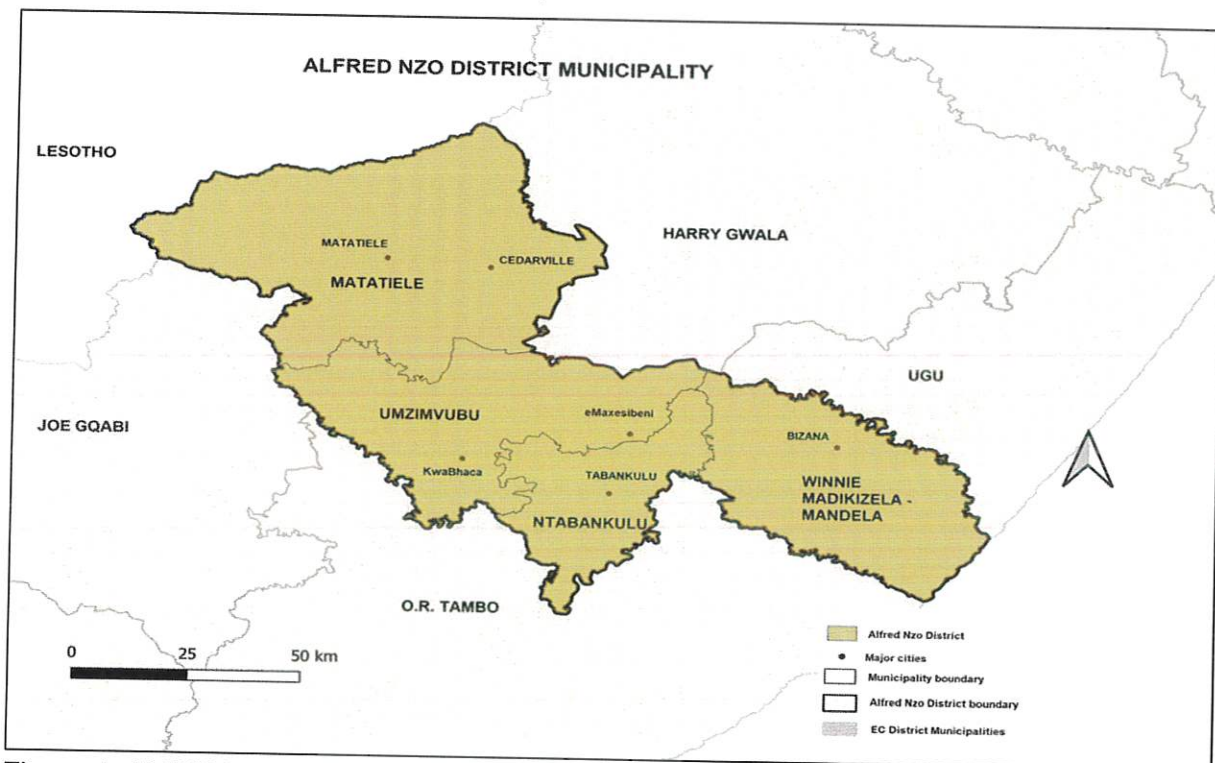 ALFRED NZO DISTRICT MUNICIPALITY
LESOTHO
HARRY GWALA
MATATIELE
CEDARVILLE
MATATIELE
UGU
UMZIMVUBU
eMaxesibeni
JOE GQABI
BIZANA
KwaBhaca
TABANKULU
WINNIE
MADIKIZELA -
MANDELA
NTABANKULU
O.R. TAMBO
0 25 50 km
Alfred Nzo District
Major cities
Municipality boundary
Alfred Nzo District boundary
EC District Municipalities